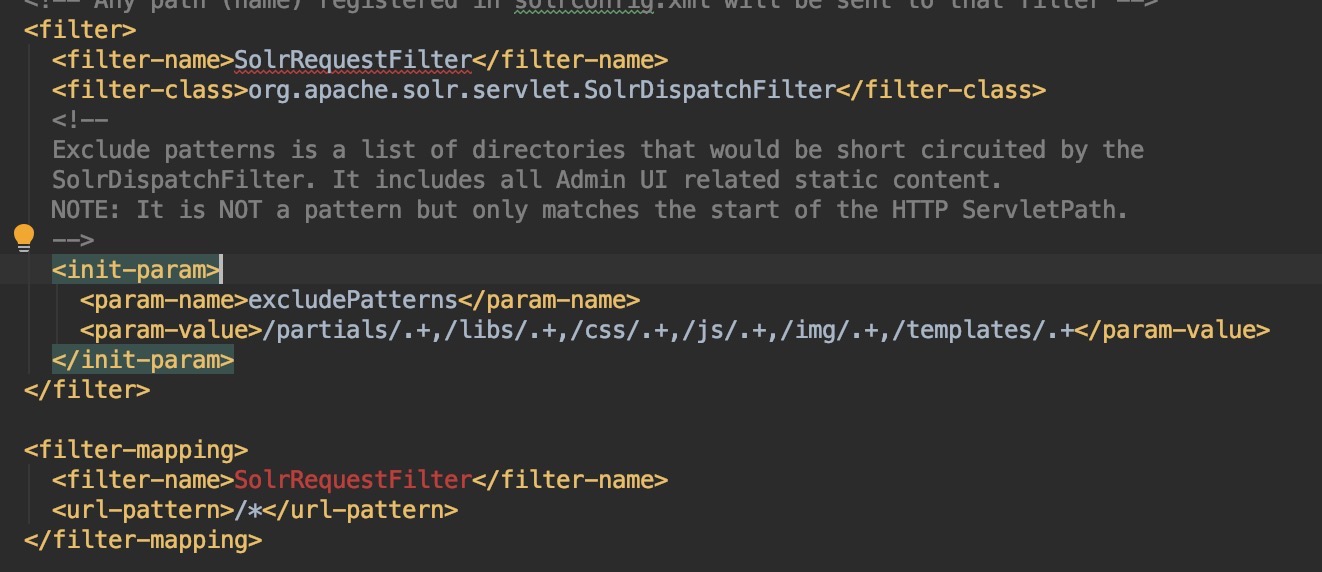 <!-- Any path (name) registered in solrconfig.xml will be sent to that filter -->
<filter>
<filter-name>SolrRequestFilter</filter-name>
<filter-class>org.apache.solr.servlet.SolrDispatchFilter</filter-class>
<!--
Exclude patterns is a list of directories that would be short circuited by the
SolrDispatchFilter. It includes all Admin UI related static content.
NOTE: It is NOT a pattern but only matches the start of the HTTP ServletPath.
-->
<init-param>
<param-name>excludePatterns</param-name>
<param-value>/partials/.+,/libs/.+,/css/.+,/js/.+,/img/.+,/templates/.+</param-value>
</init-param>
</filter>
<filter-mapping>
<filter-name>SolrRequestFilter</filter-name>
<url-pattern>/*</url-pattern>
</filter-mapping>